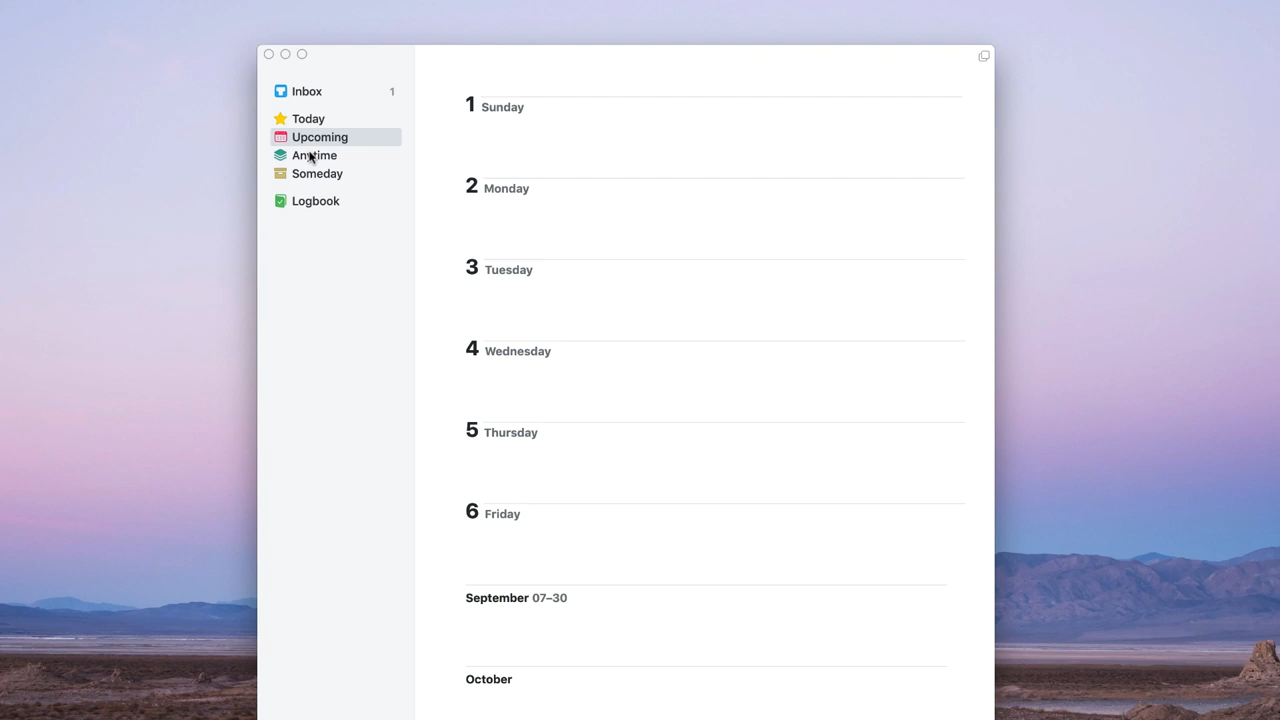 Inbox 1
Today
Upcoming
Anytime
Someday
Logbook
1 Sunday
2 Monday
3 Tuesday
4 Wednesday
5 Thursday
6 Friday
September 07–30
October